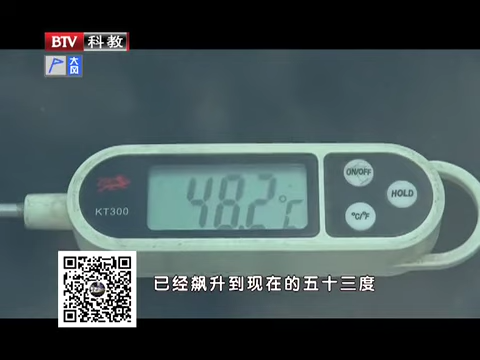 BTV 科教
大风
ON/OFF
48.2℃
HOLD
KT300
°C/°F
已经飙升到现在的五十三度